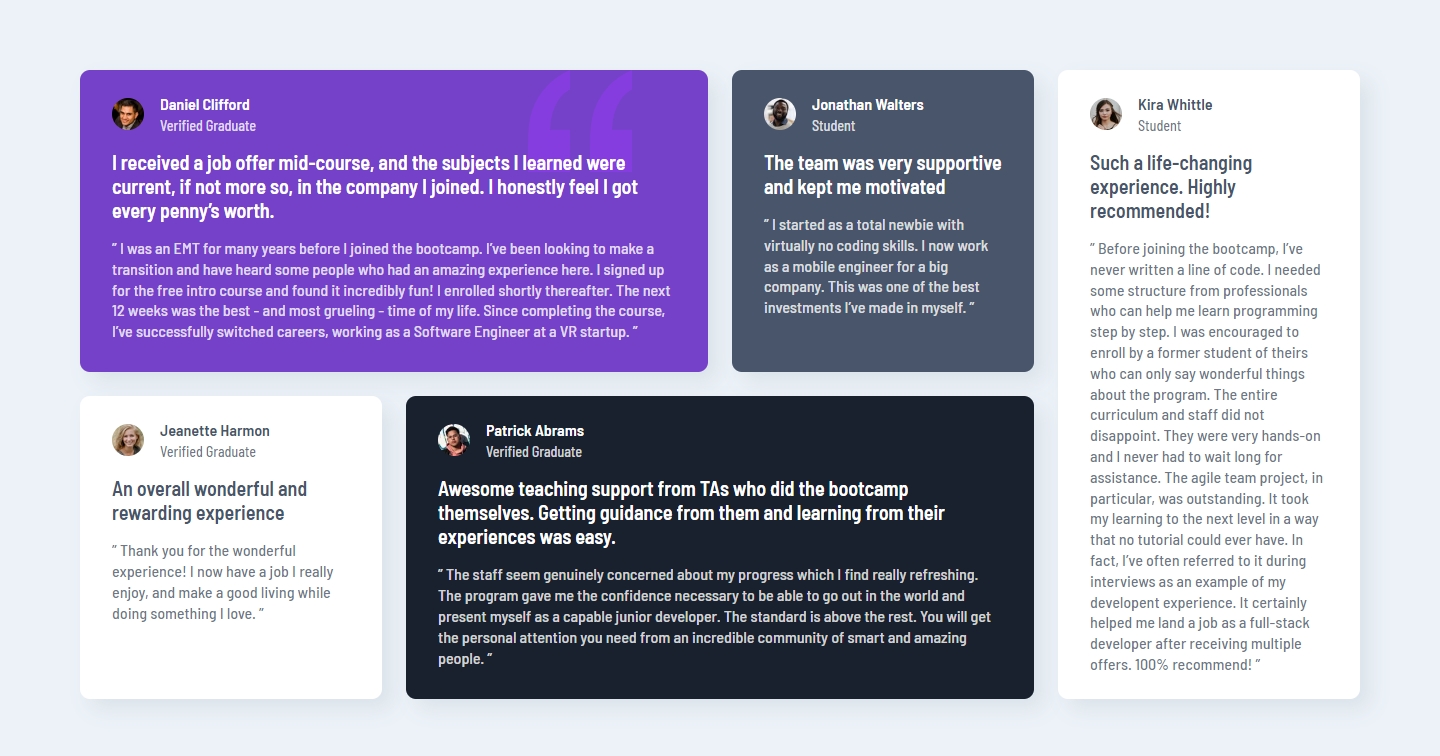 Daniel Clifford
Verified Graduate
I received a job offer mid-course, and the subjects I learned were
current, if not more so, in the company I joined. I honestly feel I got
every penny’s worth.
” I was an EMT for many years before I joined the bootcamp. I’ve been looking to make a
transition and have heard some people who had an amazing experience here. I signed up
for the free intro course and found it incredibly fun! I enrolled shortly thereafter. The next
12 weeks was the best - and most grueling - time of my life. Since completing the course,
I’ve successfully switched careers, working as a Software Engineer at a VR startup. ”
Jonathan Walters
Student
The team was very supportive
and kept me motivated
” I started as a total newbie with
virtually no coding skills. I now work
as a mobile engineer for a big
company. This was one of the best
investments I’ve made in myself. ”
Kira Whittle
Student
Such a life-changing
experience. Highly
recommended!
” Before joining the bootcamp, I’ve
never written a line of code. I needed
some structure from professionals
who can help me learn programming
step by step. I was encouraged to
enroll by a former student of theirs
who can only say wonderful things
about the program. The entire
curriculum and staff did not
disappoint. They were very hands-on
and I never had to wait long for
assistance. The agile team project, in
particular, was outstanding. It took
my learning to the next level in a way
that no tutorial could ever have. In
fact, I’ve often referred to it during
interviews as an example of my
developent experience. It certainly
helped me land a job as a full-stack
developer after receiving multiple
offers. 100% recommend! ”
Jeanette Harmon
Verified Graduate
An overall wonderful and
rewarding experience
” Thank you for the wonderful
experience! I now have a job I really
enjoy, and make a good living while
doing something I love. ”
Patrick Abrams
Verified Graduate
Awesome teaching support from TAs who did the bootcamp
themselves. Getting guidance from them and learning from their
experiences was easy.
” The staff seem genuinely concerned about my progress which I find really refreshing.
The program gave me the confidence necessary to be able to go out in the world and
present myself as a capable junior developer. The standard is above the rest. You will get
the personal attention you need from an incredible community of smart and amazing
people. ”